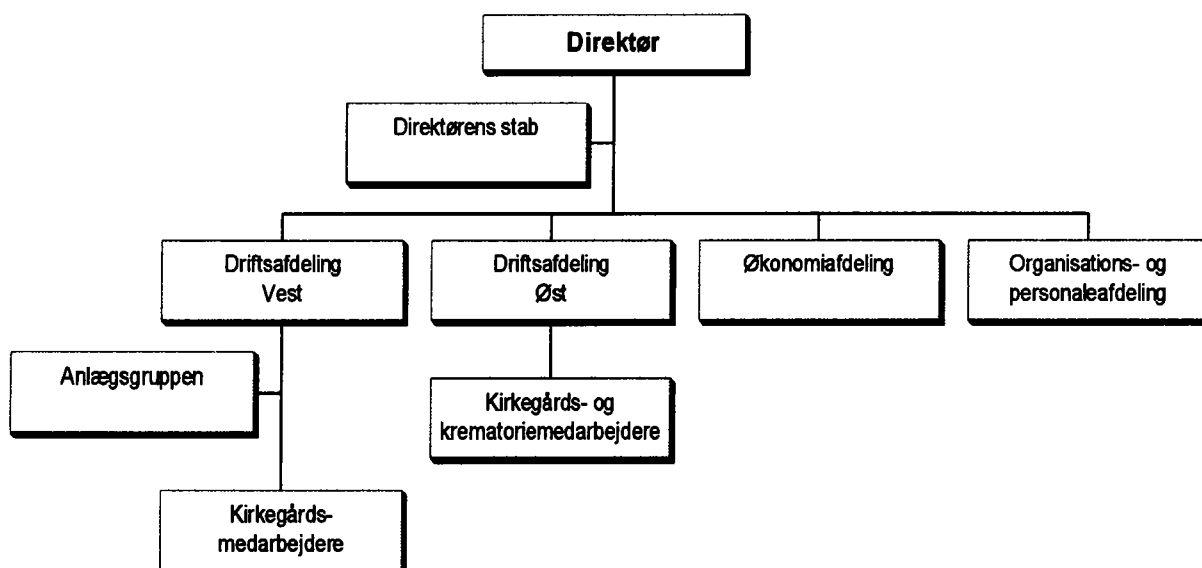 Direktør
Direktørens stab
Driftsafdeling
Vest
Driftsafdeling
Øst
Økonomiafdeling
Organisations- og
personaleafdeling
Anlægsgruppen
Kirkegårds- og
krematoriemedarbejdere
Kirkegårds-
medarbejdere